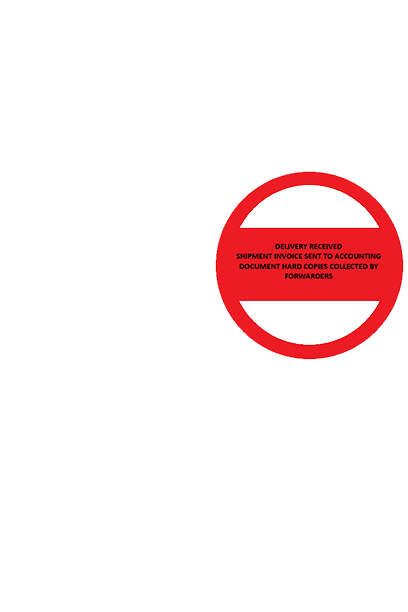 DELIVERY RECEIVED
SHIPMENT INVOICE SENT TO ACCOUNTING
DOCUMENT HARD COPIES COLLECTED BY
FORWARDERS